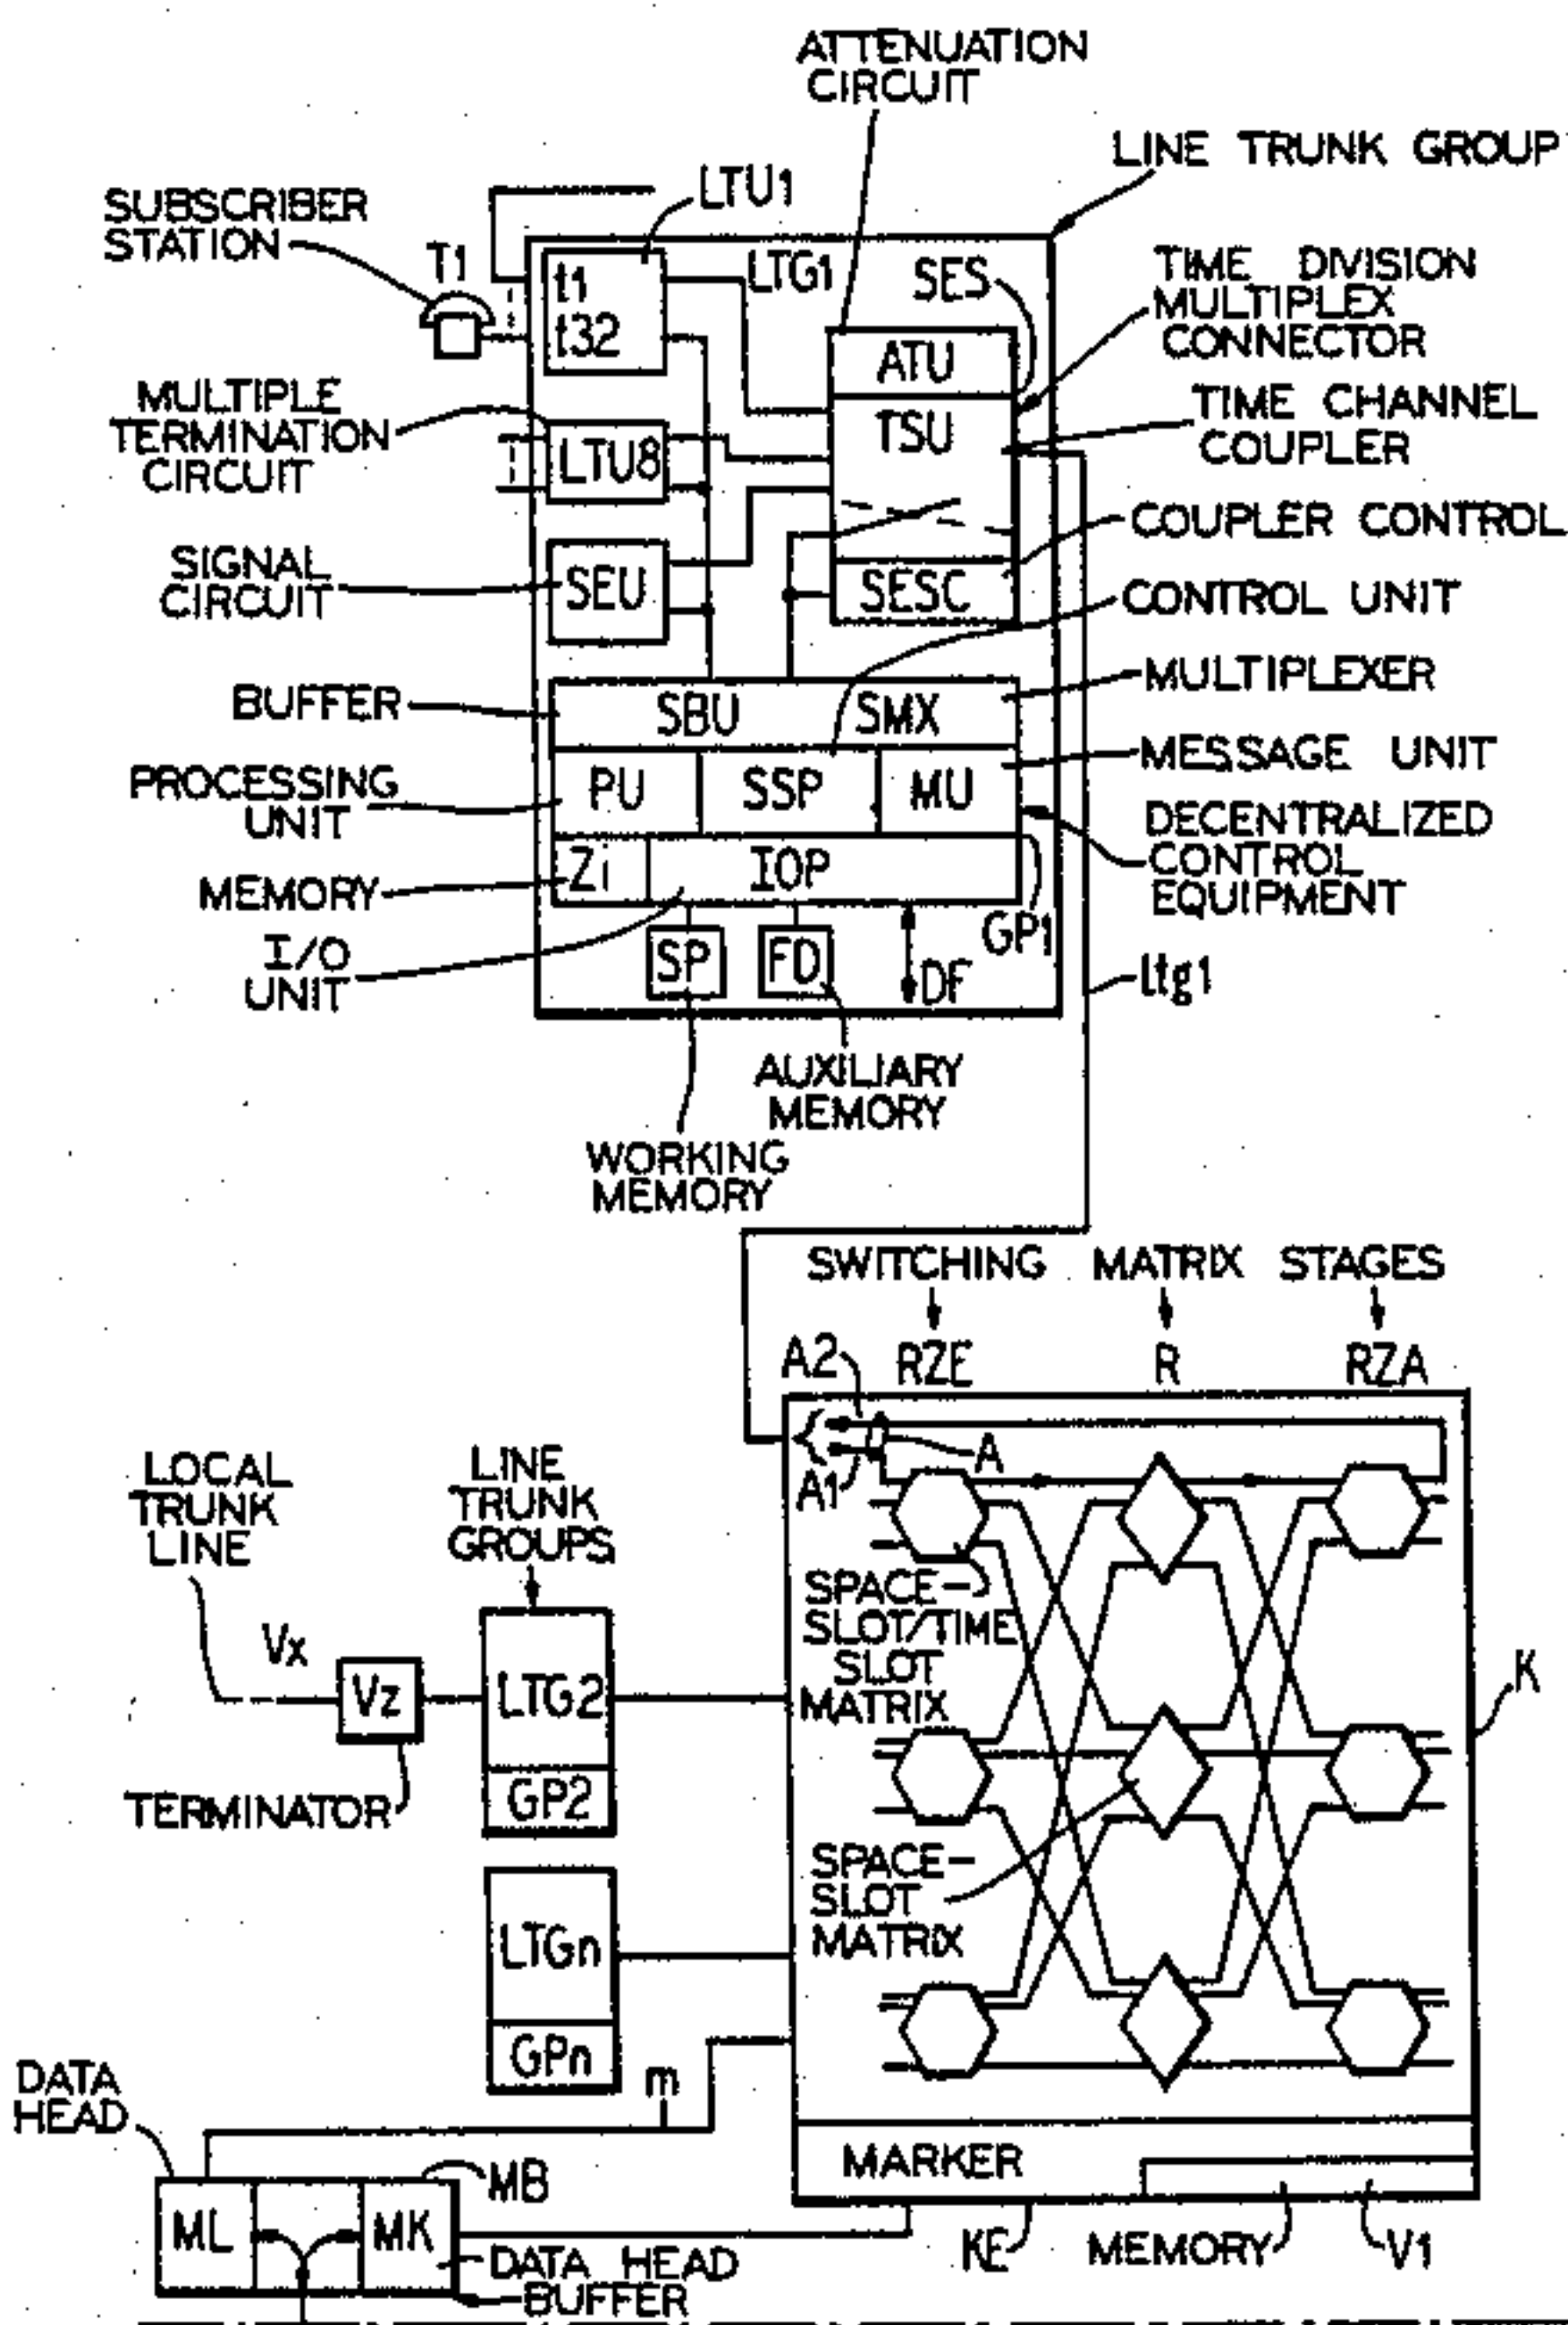 ATTENUATION
CIRCUIT
LINE TRUNK GROUP
SUBSCRIBER
STATION
T1
LTU1
t1
t32
LTG1
SES
TIME DIVISION
MULTIPLEX
CONNECTOR
ATU
TSU
TIME CHANNEL
COUPLER
MULTIPLE
TERMINATION
CIRCUIT
LTU8
COUPLER CONTROL
SIGNAL
CIRCUIT
SEU
SESC
CONTROL UNIT
BUFFER
SBU
SMX
MULTIPLEXER
MESSAGE UNIT
PROCESSING
UNIT
PU
SSP
MU
DECENTRALIZED
CONTROL
EQUIPMENT
MEMORY
Zi
IOP
GP1
I/O
UNIT
SP
FD
DF
Ltg1
AUXILIARY
MEMORY
WORKING
MEMORY
SWITCHING MATRIX STAGES
A2
RZE
R
RZA
A
A1
LOCAL
TRUNK
LINE
LINE
TRUNK
GROUPS
SPACE-
SLOT/TIME
SLOT
MATRIX
Vx
Vz
LTG2
K
TERMINATOR
GP2
SPACE-
SLOT
MATRIX
LTGn
GPn
DATA
HEAD
m
MARKER
MB
ML
MK
DATA HEAD
BUFFER
KE
MEMORY
V1